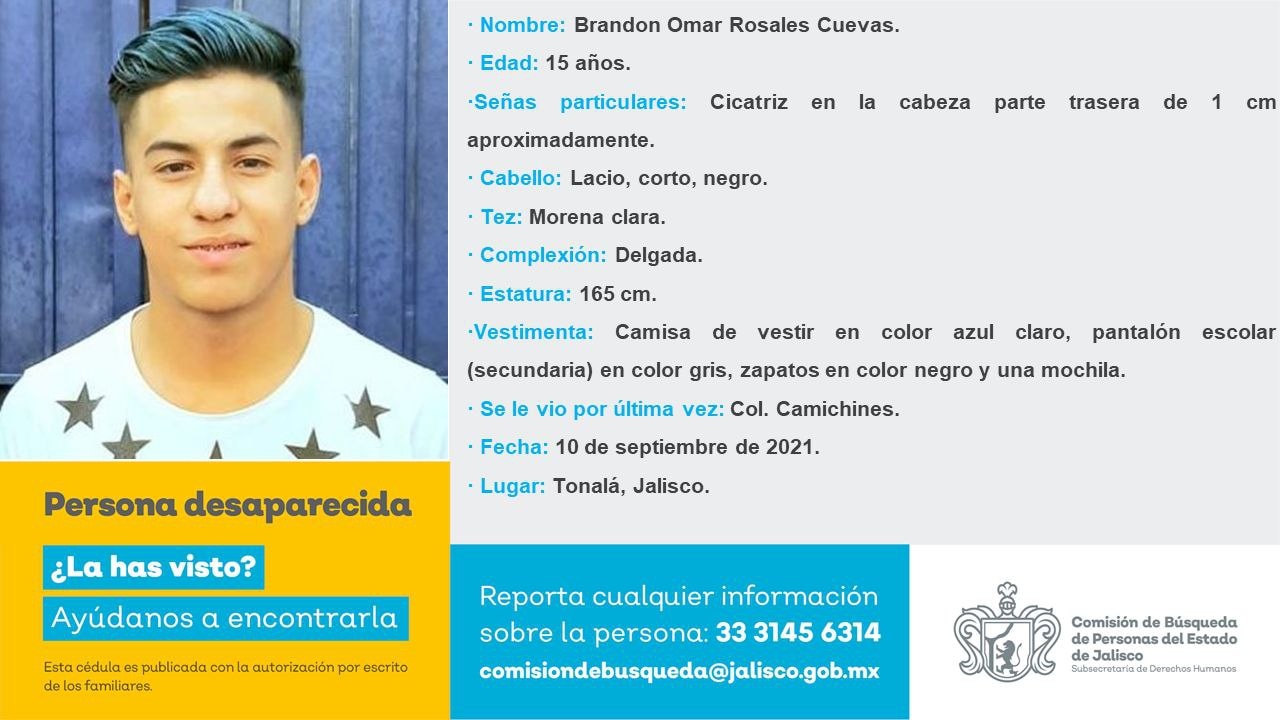 · Nombre: Brandon Omar Rosales Cuevas.
· Edad: 15 años.
·Señas particulares: Cicatriz en la cabeza parte trasera de 1 cm
aproximadamente.
· Cabello: Lacio, corto, negro.
· Tez: Morena clara.
· Complexión: Delgada.
· Estatura: 165 cm.
·Vestimenta: Camisa de vestir en color azul claro, pantalón escolar
(secundaria) en color gris, zapatos en color negro y una mochila.
· Se le vio por última vez: Col. Camichines.
· Fecha: 10 de septiembre de 2021.
· Lugar: Tonalá, Jalisco.
Persona desaparecida
¿La has visto?
Ayúdanos a encontrarla
Esta cédula es publicada con la autorización por escrito
de los familiares.
Reporta cualquier información
sobre la persona: 33 3145 6314
comisiondebusqueda@jalisco.gob.mx
Comisión de Búsqueda
de Personas del Estado
de Jalisco
Subsecretaría de Derechos Humanos